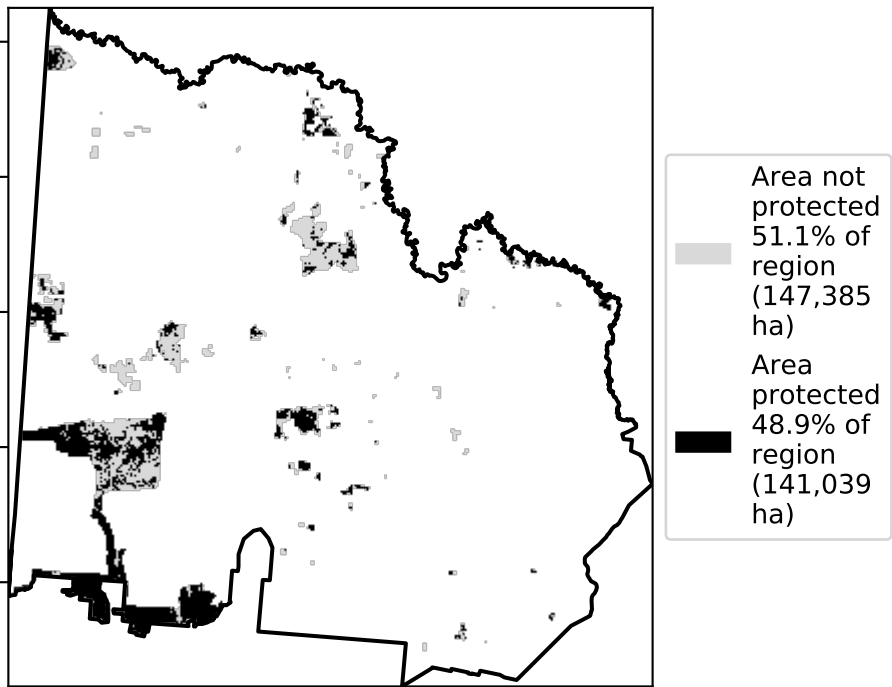 Area not
protected
51.1% of
region
(147,385
ha)
Area
protected
48.9% of
region
(141,039
ha)